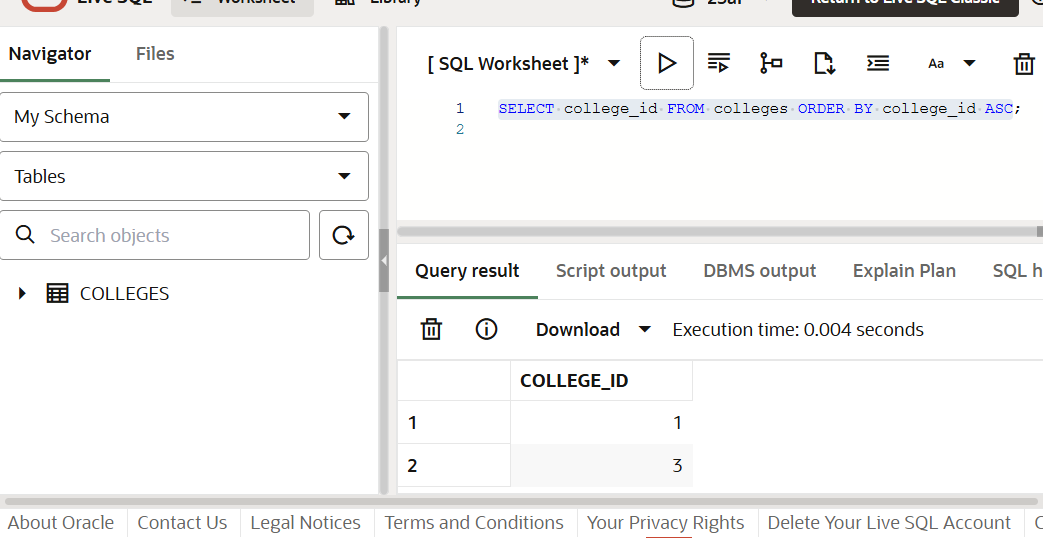 Live SQL
Worksheet
Library
23ai
Return to Live SQL Classic
Navigator
Files
My Schema
Tables
Search objects
COLLEGES
[ SQL Worksheet ]*
Aa
1 SELECT college_id FROM colleges ORDER BY college_id ASC;
2
Query result
Script output
DBMS output
Explain Plan
SQL h
Download
Execution time: 0.004 seconds
COLLEGE_ID
1 1
2 3
About Oracle
Contact Us
Legal Notices
Terms and Conditions
Your Privacy Rights
Delete Your Live SQL Account